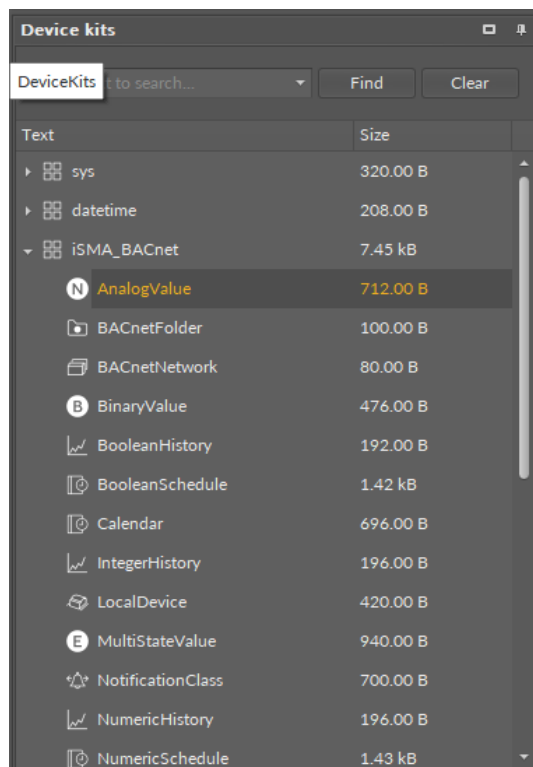 Device kits
DeviceKits t to search... Find Clear
Text Size
sys 320.00 B
datetime 208.00 B
iSMA_BACnet 7.45 kB
N AnalogValue 712.00 B
BACnetFolder 100.00 B
BACnetNetwork 80.00 B
B BinaryValue 476.00 B
BooleanHistory 192.00 B
BooleanSchedule 1.42 kB
Calendar 696.00 B
IntegerHistory 196.00 B
LocalDevice 420.00 B
E MultiStateValue 940.00 B
NotificationClass 700.00 B
NumericHistory 196.00 B
NumericSchedule 1.43 kB